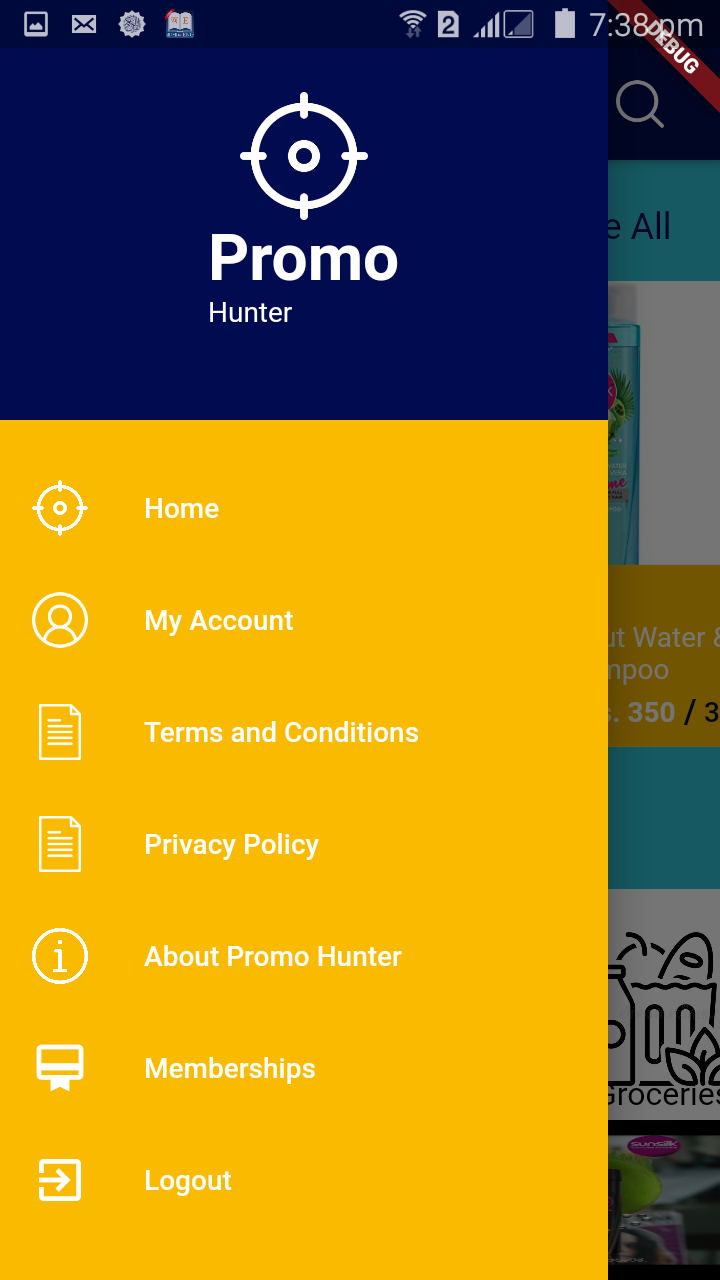 2
7:38 pm
DEBUG
Promo
Hunter
e All
Home
My Account
ut Water &
mpoo
s. 350 / 3
Terms and Conditions
Privacy Policy
About Promo Hunter
Memberships
Groceries
sunsilk
Logout